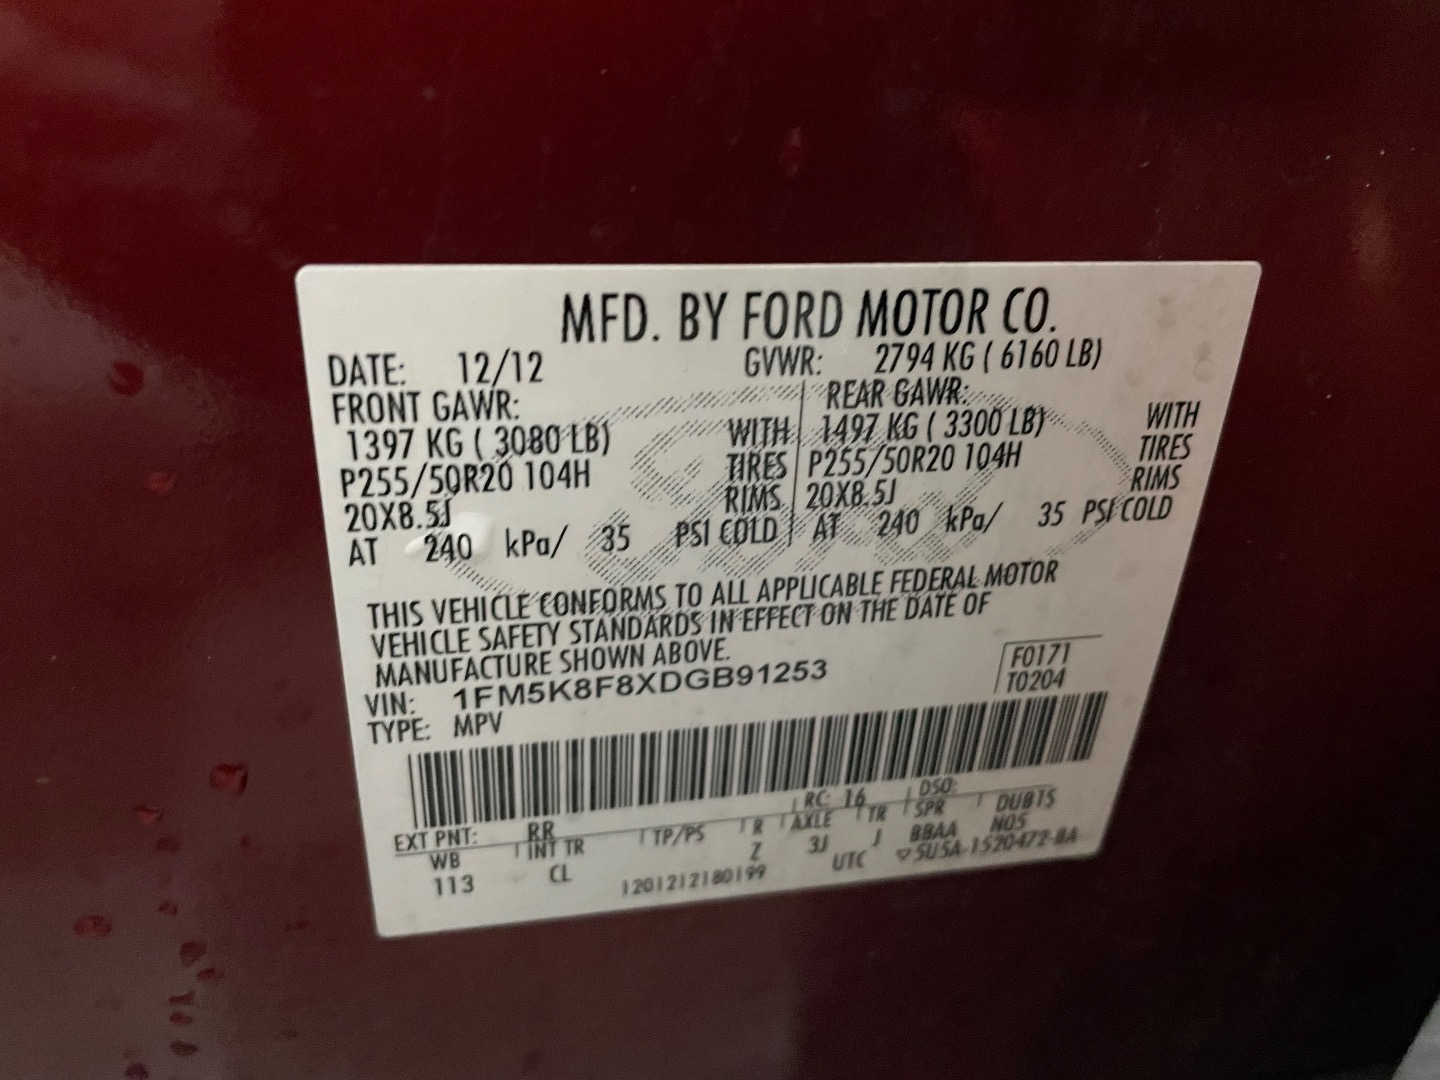 MFD. BY FORD MOTOR CO.
DATE: 12/12 GVWR: 2794 KG ( 6160 LB)
FRONT GAWR: REAR GAWR:
1397 KG ( 3080 LB) WITH 1497 KG ( 3300 LB) WITH
P255/50R20 104H TIRES P255/50R20 104H TIRES
20X8.5J RIMS 20X8.5J RIMS
AT 240 kPa/ 35 PSI COLD AT 240 kPa/ 35 PSI COLD
THIS VEHICLE CONFORMS TO ALL APPLICABLE FEDERAL MOTOR
VEHICLE SAFETY STANDARDS IN EFFECT ON THE DATE OF
MANUFACTURE SHOWN ABOVE.
VIN: 1FM5K8F8XDGB91253 F0171
TYPE: MPV T0204
EXT PNT: RR RC: 16 DSO:
WB INT TR TP/PS R AXLE TR SPR DUB15
113 CL Z 3J J BBAA N05
1201212180199 UTC ▽SU5A-1520472-BA
Ford